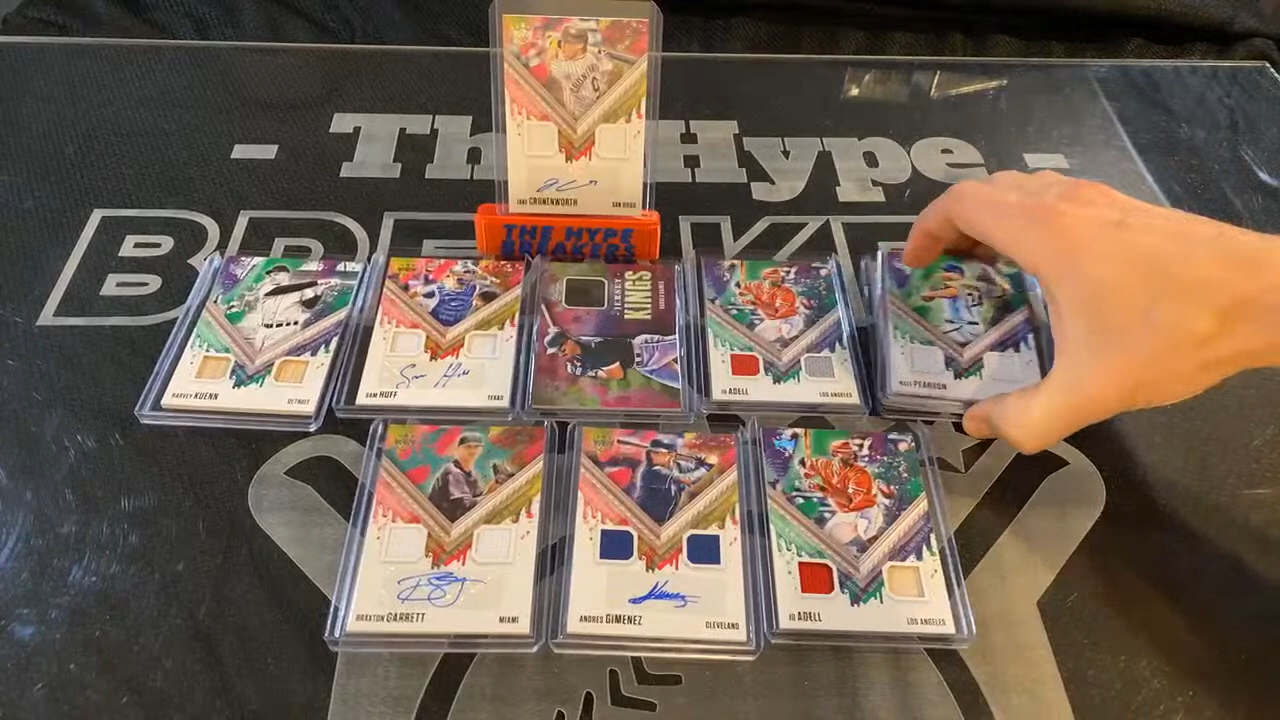 - The Hype -
BREAKERS
JAKE CRONENWORTH SAN DIEGO
THE HYPE
BREAKERS
HARVEY KUENN DETROIT
SAM HUFF TEXAS
JERSEY
KINGS
JO ADELL LOS ANGELES
NATE PEARSON
BRAXTON GARRETT MIAMI
ANDRES GIMENEZ CLEVELAND
JO ADELL LOS ANGELES